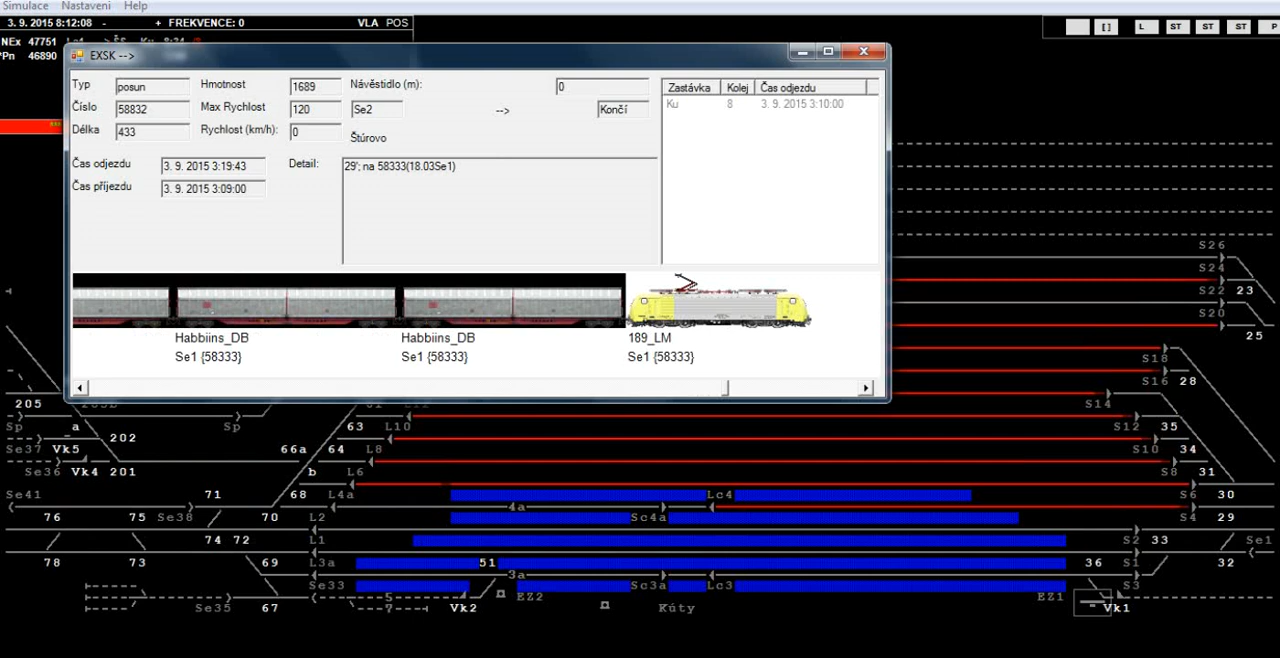 Simulace Nastaveni Help
3. 9. 2015 8:12:08 - + FREKVENCE: 0 VLA POS
[] L ST ST ST P
NEx 47751
*Pn 46890
EXSK -->
Typ posun Hmotnost 1689 Návěstidlo (m): 0
Číslo 58832 Max Rychlost 120 Se2 --> Končí
Délka 433 Rychlost (km/h): 0 Štúrovo
Čas odjezdu 3. 9. 2015 3:19:43 Detail: 29'; na 58333(18.03Se1)
Čas příjezdu 3. 9. 2015 3:09:00
Zastávka Kolej Čas odjezdu
Ku 8 3. 9. 2015 3:10:00
Habbiins_DB Habbiins_DB 189_LM
Se1 {58333} Se1 {58333} Se1 {58333}
S26
S24
S22 23
S20
25
S18
S16 28
205 S14
Sp a Sp 63 L10 S12 35
202
Se37 Vk5 66a 64 L8 S10 34
Se36 Vk4 201 b L6 S8 31
Se41 71 68 L4a Lc4 S6 30
4a
76 75 Se38 70 L2 Sc4a S4 29
74 72 L1 S2 33 Se1
78 73 69 L3a 51 36 S1 32
3a
Se33 Sc3a Lc3 S3
5 EZ2 EZ1
Se35 67 7 Vk2 Kúty Vk1